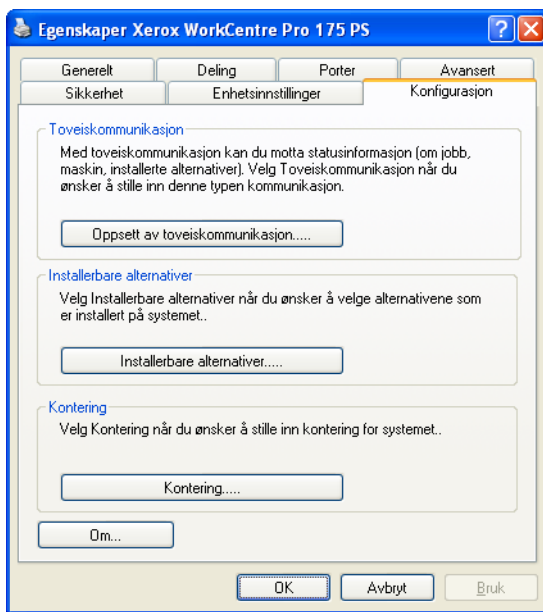 Egenskaper Xerox WorkCentre Pro 175 PS
Generelt Deling Porter Avansert
Sikkerhet Enhetsinnstillinger Konfigurasjon
Toveiskommunikasjon
Med toveiskommunikasjon kan du motta statusinformasjon (om jobb,
maskin, installerte alternativer). Velg Toveiskommunikasjon når du
ønsker å stille inn denne typen kommunikasjon.
Oppsett av toveiskommunikasjon.....
Installerbare alternativer
Velg Installerbare alternativer når du ønsker å velge alternativene som
er installert på systemet..
Installerbare alternativer.....
Kontering
Velg Kontering når du ønsker å stille inn kontering for systemet..
Kontering.....
Om...
OK Avbryt Bruk